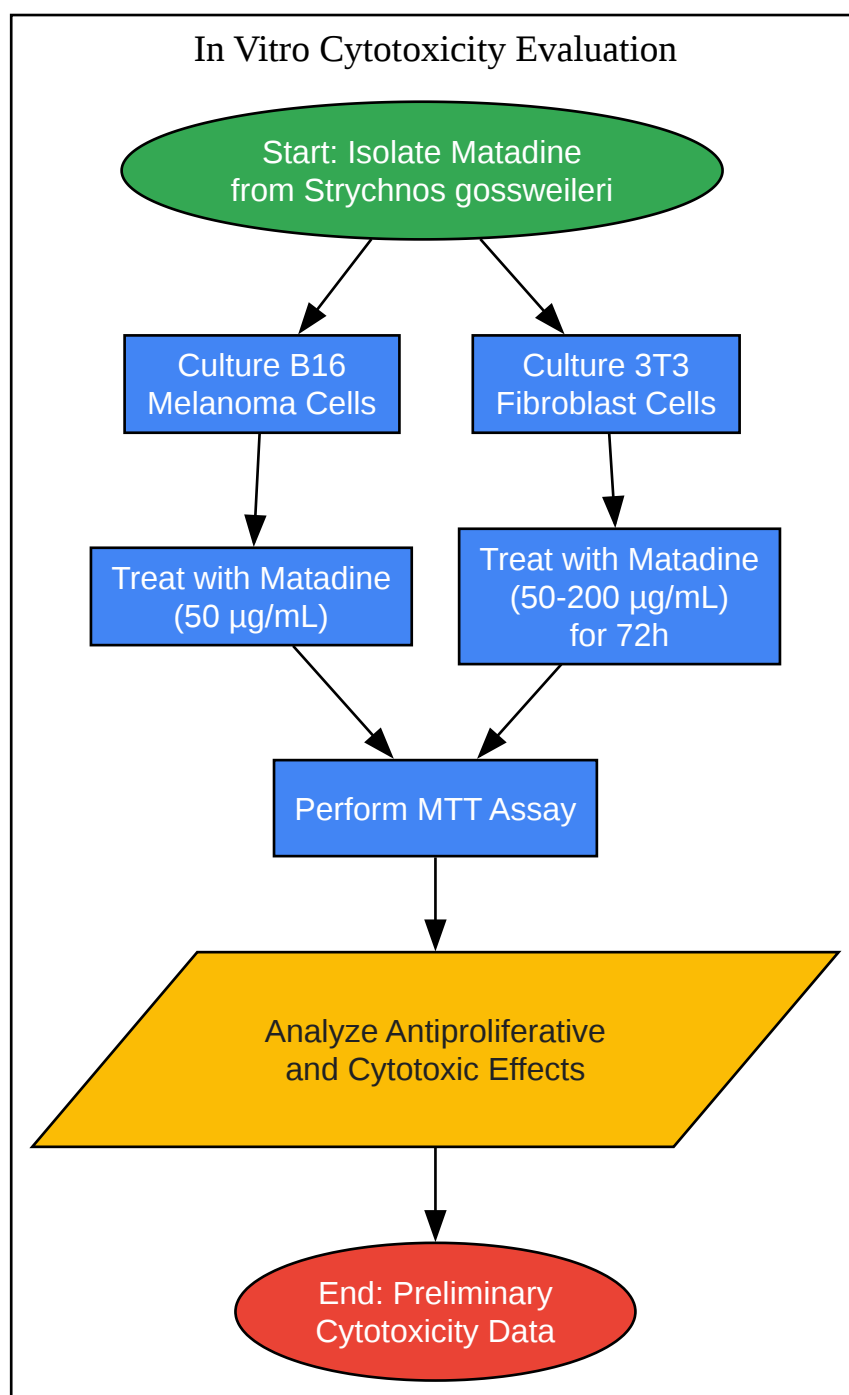 In Vitro Cytotoxicity Evaluation
Start: Isolate Matadine
from Strychnos gossweileri
Culture B16
Melanoma Cells
Culture 3T3
Fibroblast Cells
Treat with Matadine
(50 µg/mL)
Treat with Matadine
(50-200 µg/mL)
for 72h
Perform MTT Assay
Analyze Antiproliferative
and Cytotoxic Effects
End: Preliminary
Cytotoxicity Data